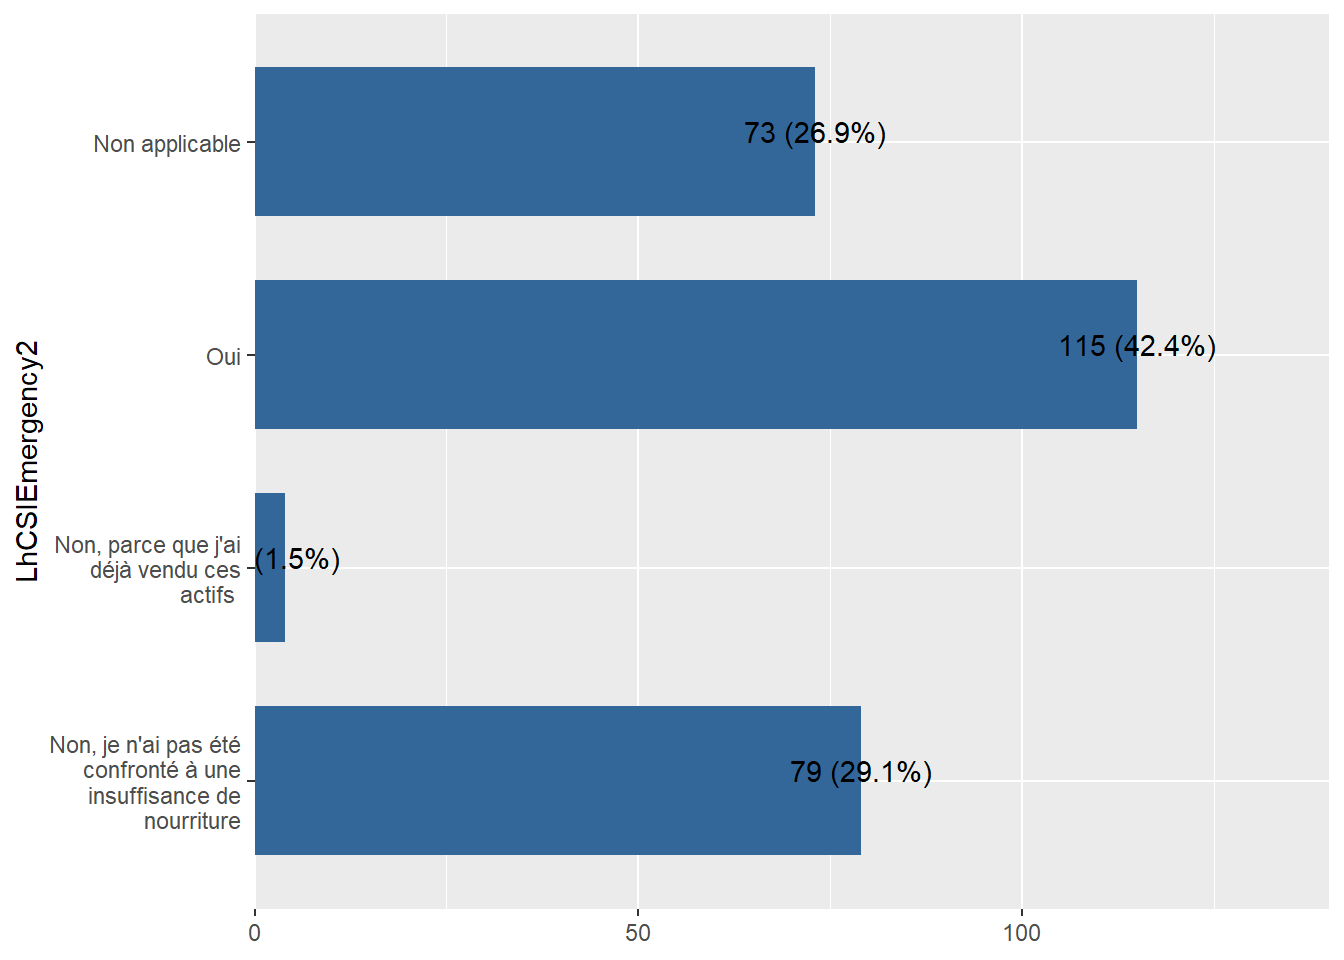 Non applicable
73 (26.9%)
Oui
115 (42.4%)
LhCSIEmergency2
Non, parce que j'ai
déjà vendu ces
actifs
(1.5%)
Non, je n'ai pas été
confronté à une
insuffisance de
nourriture
79 (29.1%)
0
50
100